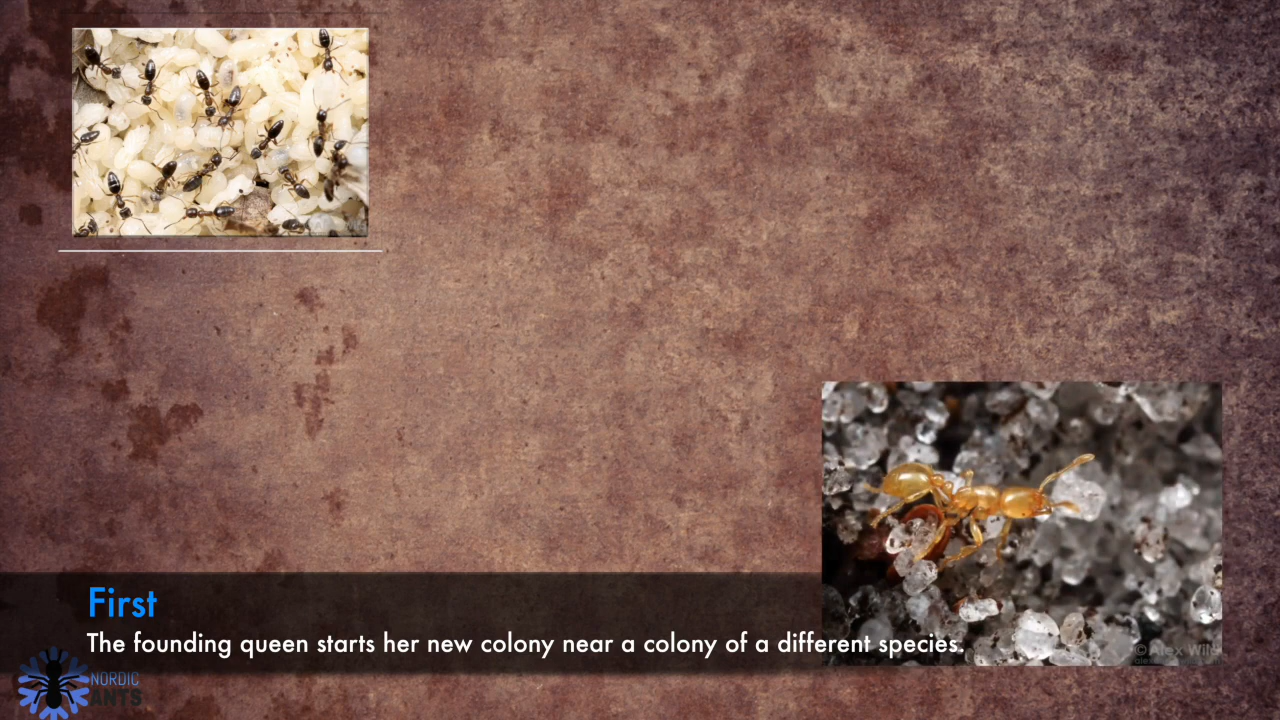 First
The founding queen starts her new colony near a colony of a different species.
NORDIC
ANTS
© Alex Wild